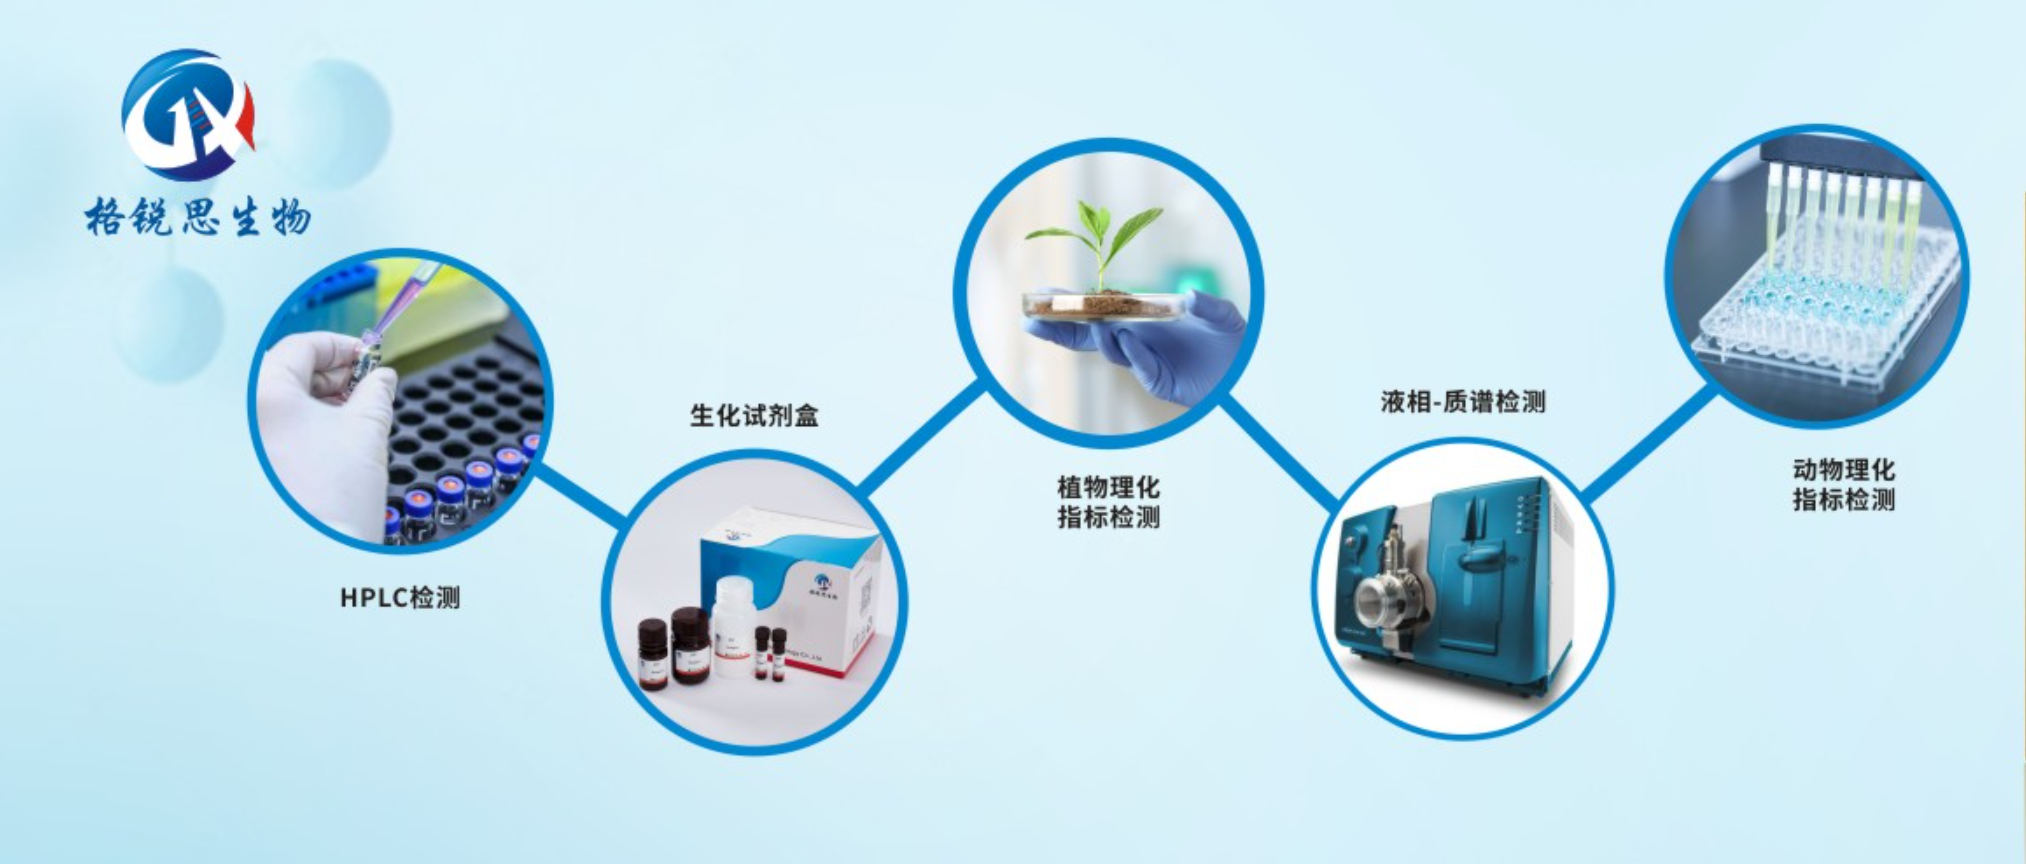 格锐思生物
HPLC检测
生化试剂盒
植物理化
指标检测
液相-质谱检测
动物理化
指标检测